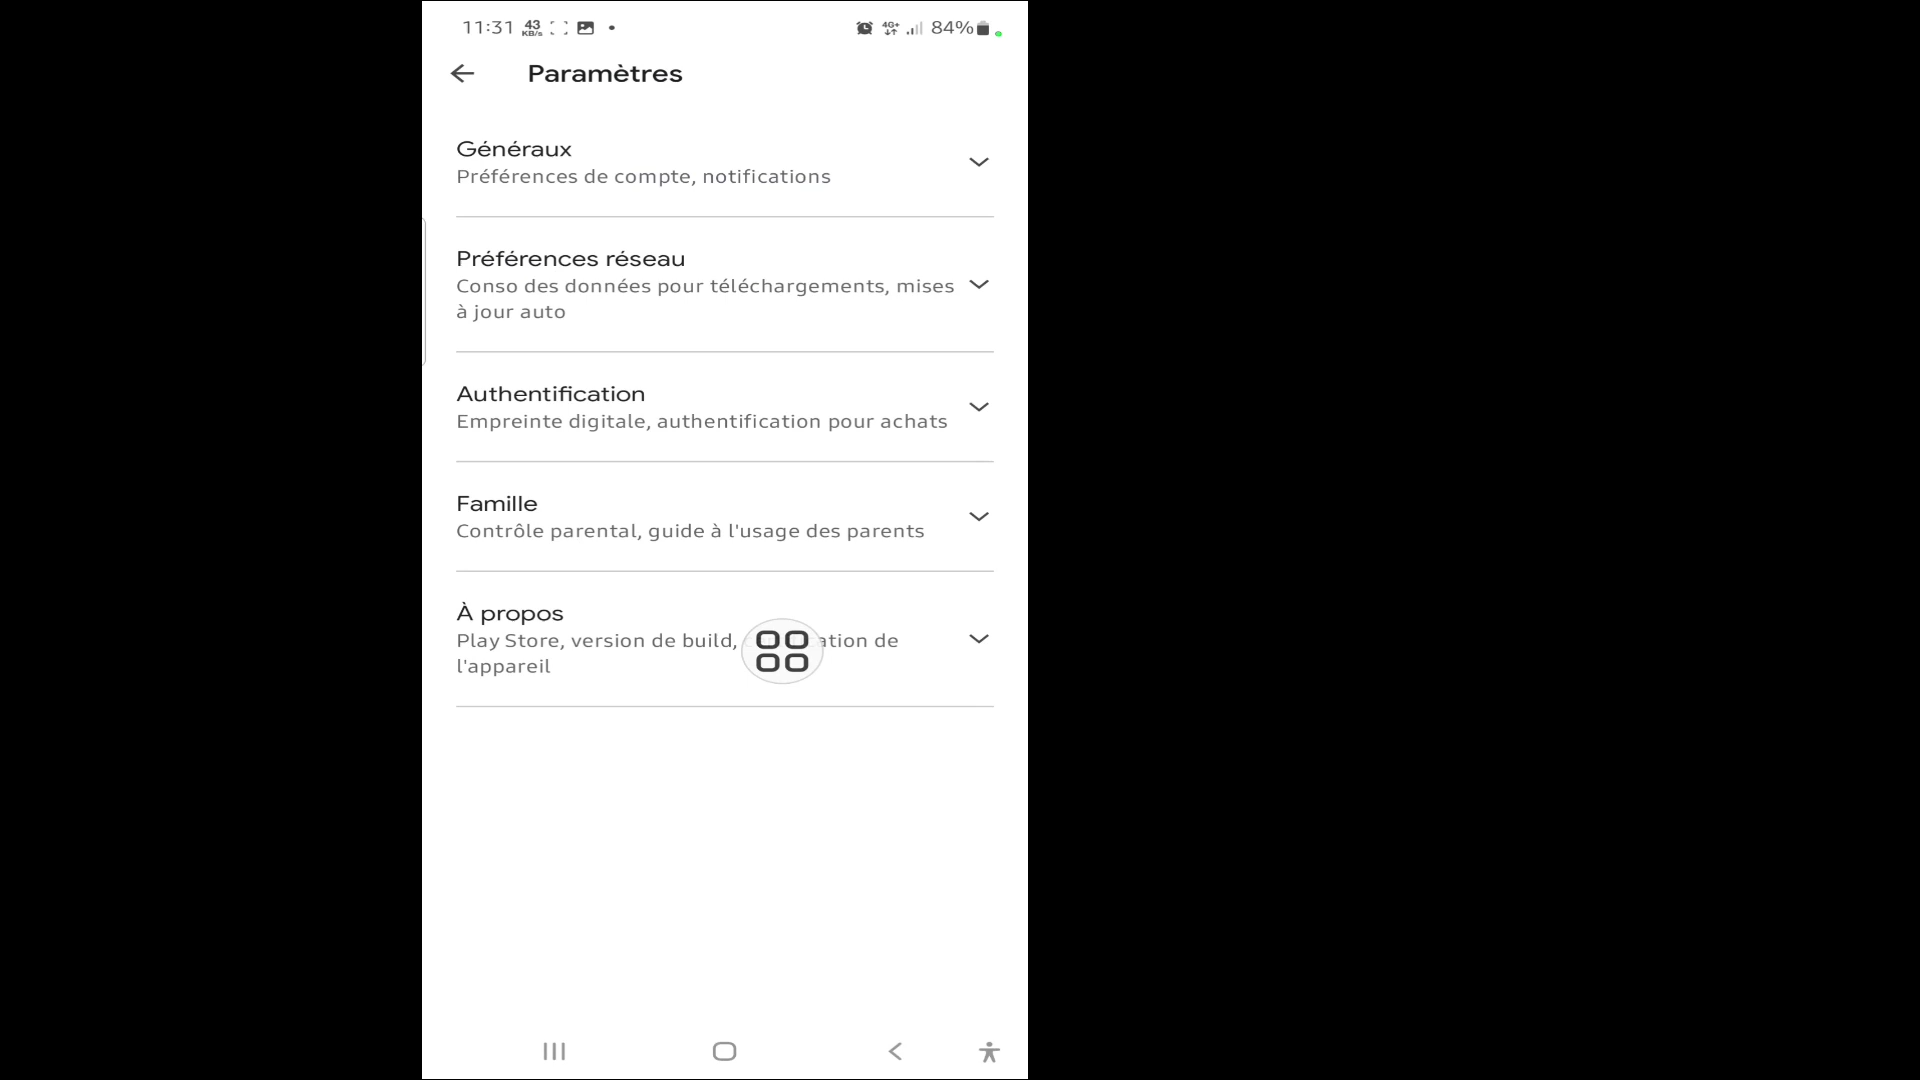 11:31 43 KB/s 4G+ 84%
Paramètres
Généraux
Préférences de compte, notifications
Préférences réseau
Conso des données pour téléchargements, mises
à jour auto
Authentification
Empreinte digitale, authentification pour achats
Famille
Contrôle parental, guide à l'usage des parents
À propos
Play Store, version de build, de
l'appareil